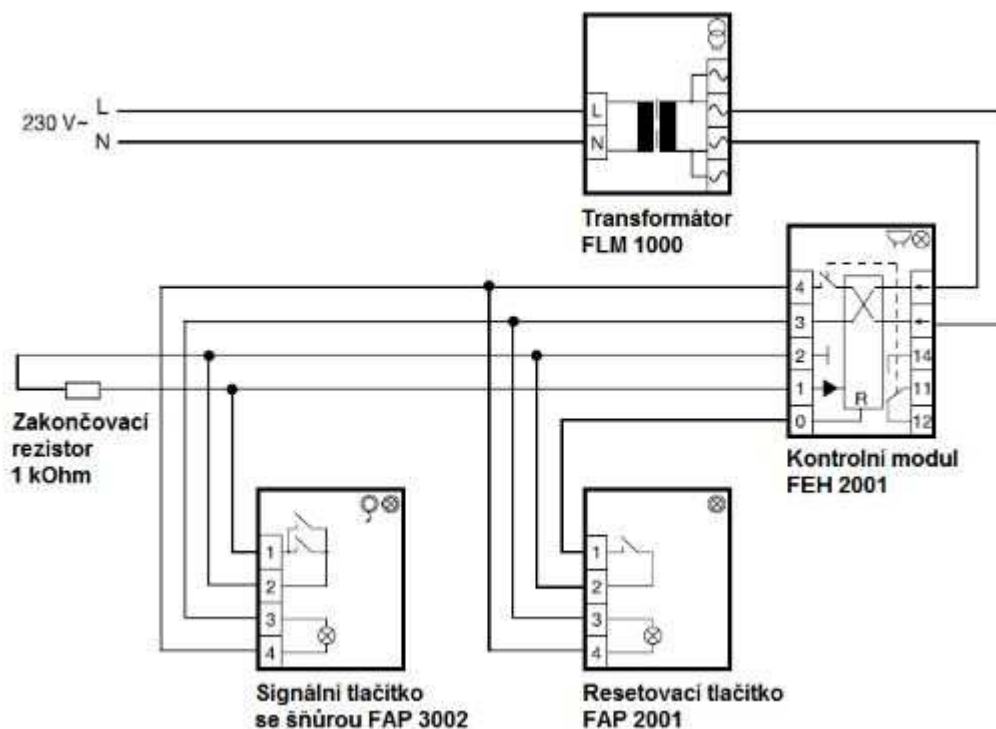 L
230 V~
N
L
N
Transformátor
FLM 1000
4
3
2
1
0
R
14
11
12
Zakončovací
rezistor
1 kOhm
Kontrolní modul
FEH 2001
1
2
3
4
Signální tlačítko
se šňůrou FAP 3002
1
2
3
4
Resetovací tlačítko
FAP 2001